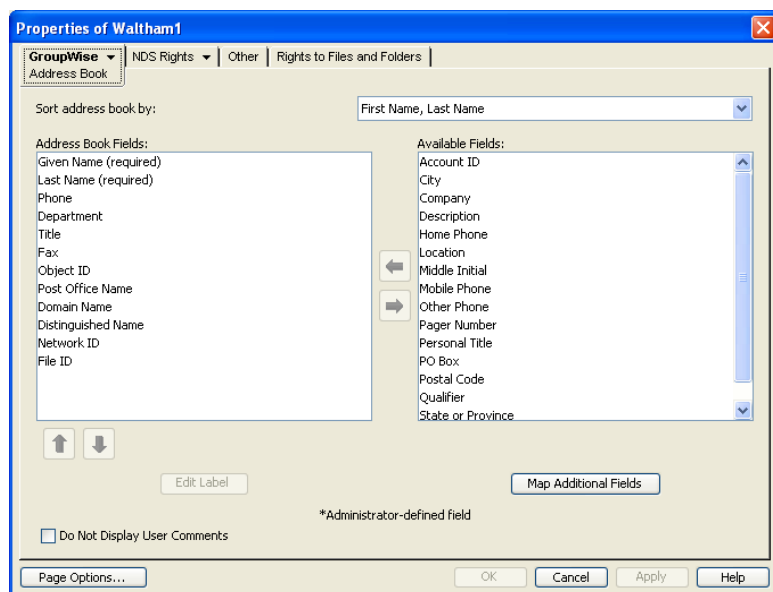 Properties of Waltham1
GroupWise
NDS Rights
Other
Rights to Files and Folders
Address Book
Sort address book by:
First Name, Last Name
Address Book Fields:
Given Name (required)
Last Name (required)
Phone
Department
Title
Fax
Object ID
Post Office Name
Domain Name
Distinguished Name
Network ID
File ID
Available Fields:
Account ID
City
Company
Description
Home Phone
Location
Middle Initial
Mobile Phone
Other Phone
Pager Number
Personal Title
PO Box
Postal Code
Qualifier
State or Province
Edit Label
Map Additional Fields
*Administrator-defined field
Do Not Display User Comments
Page Options...
OK
Cancel
Apply
Help